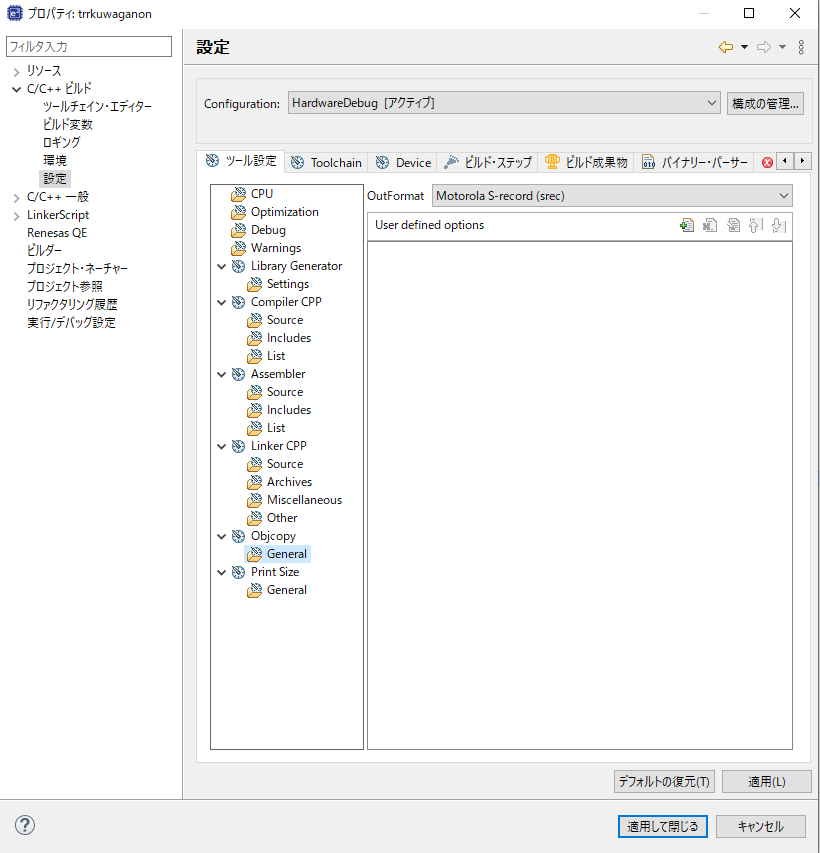 プロパティ: trrkuwaganon
フィルタ入力
リソース
C/C++ ビルド
ツールチェイン・エディター
ビルド変数
ロギング
環境
設定
C/C++ 一般
LinkerScript
Renesas QE
ビルダー
プロジェクト・ネーチャー
プロジェクト参照
リファクタリング履歴
実行/デバッグ設定
設定
Configuration: HardwareDebug [アクティブ] 構成の管理...
ツール設定 Toolchain Device ビルド・ステップ ビルド成果物 バイナリー・パーサー
CPU
Optimization
Debug
Warnings
Library Generator
Settings
Compiler CPP
Source
Includes
List
Assembler
Source
Includes
List
Linker CPP
Source
Archives
Miscellaneous
Other
Objcopy
General
Print Size
General
OutFormat Motorola S-record (srec)
User defined options
デフォルトの復元(T) 適用(L)
適用して閉じる キャンセル